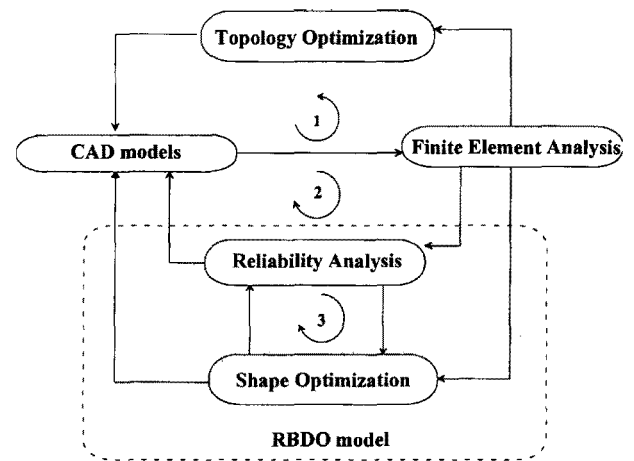 Topology Optimization
1
CAD models
Finite Element Analysis
2
Reliability Analysis
3
Shape Optimization
RBDO model